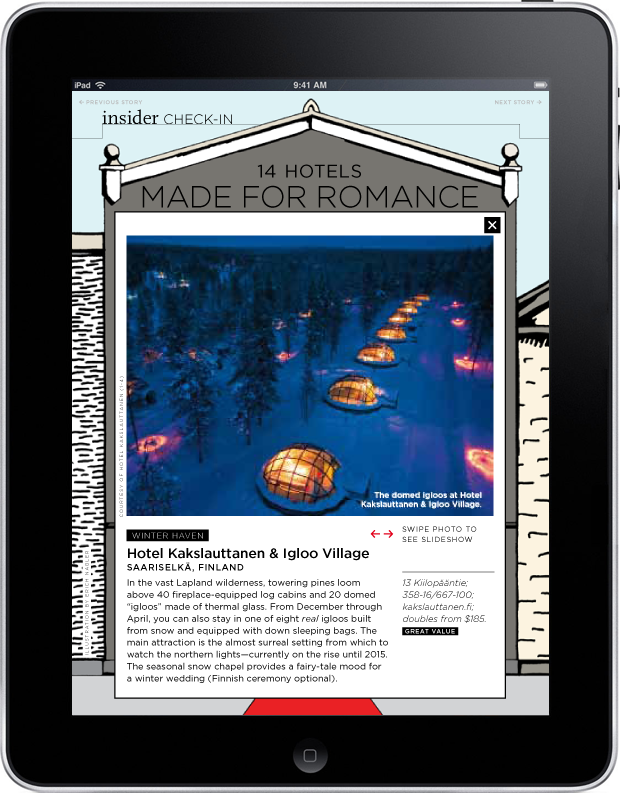 iPad 9:41 AM
← PREVIOUS STORY NEXT STORY →
insider CHECK-IN
14 HOTELS
MADE FOR ROMANCE
COURTESY OF HOTEL KAKSLAUTTANEN (1-4)
The domed igloos at Hotel
Kakslauttanen & Igloo Village.
WINTER HAVEN
← → SWIPE PHOTO TO
SEE SLIDESHOW
Hotel Kakslauttanen & Igloo Village
SAARISELKÄ, FINLAND
In the vast Lapland wilderness, towering pines loom
above 40 fireplace-equipped log cabins and 20 domed
“igloos” made of thermal glass. From December through
April, you can also stay in one of eight real igloos built
from snow and equipped with down sleeping bags. The
main attraction is the almost surreal setting from which to
watch the northern lights—currently on the rise until 2015.
The seasonal snow chapel provides a fairy-tale mood for
a winter wedding (Finnish ceremony optional).
13 Kiilopääntie;
358-16/667-100;
kakslauttanen.fi;
doubles from $185.
GREAT VALUE
ILLUSTRATION BY ERICH NAGLER